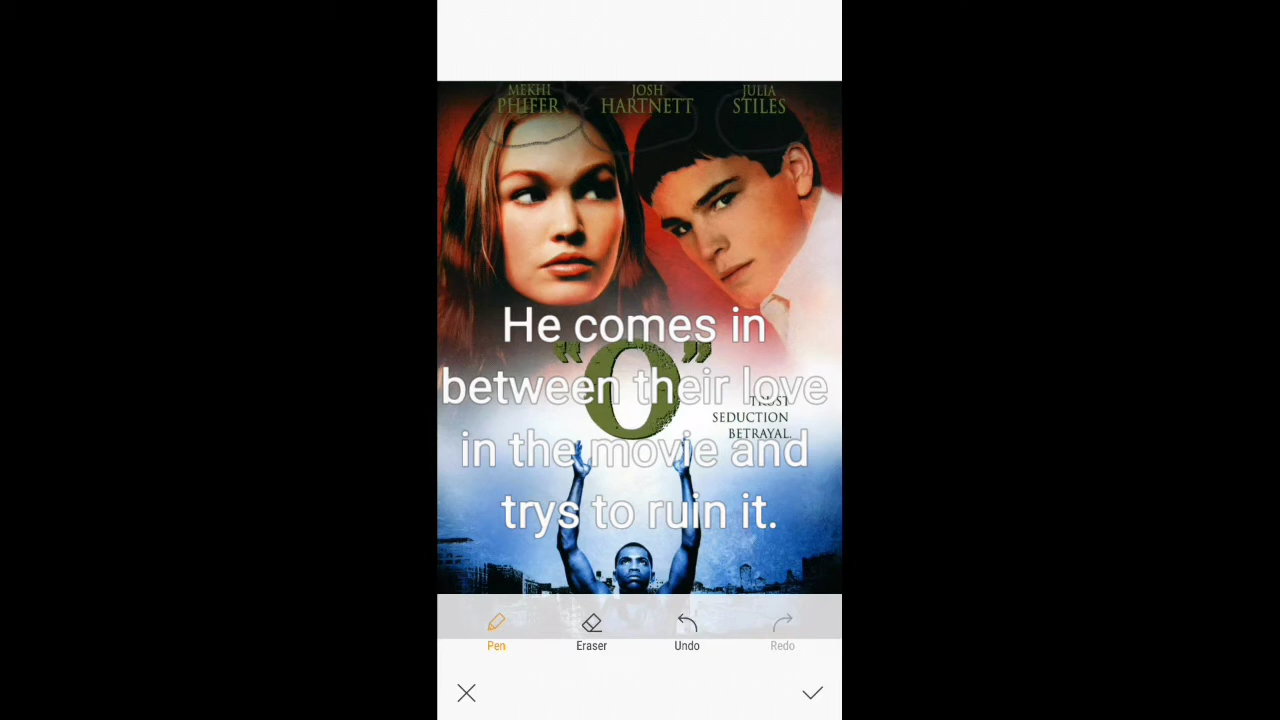 MEKHI JOSH JULIA
PHIFER HARTNETT STILES
He comes in
"O"
between their love
TRUST
SEDUCTION
BETRAYAL.
in the movie and
trys to ruin it.
Pen Eraser Undo Redo